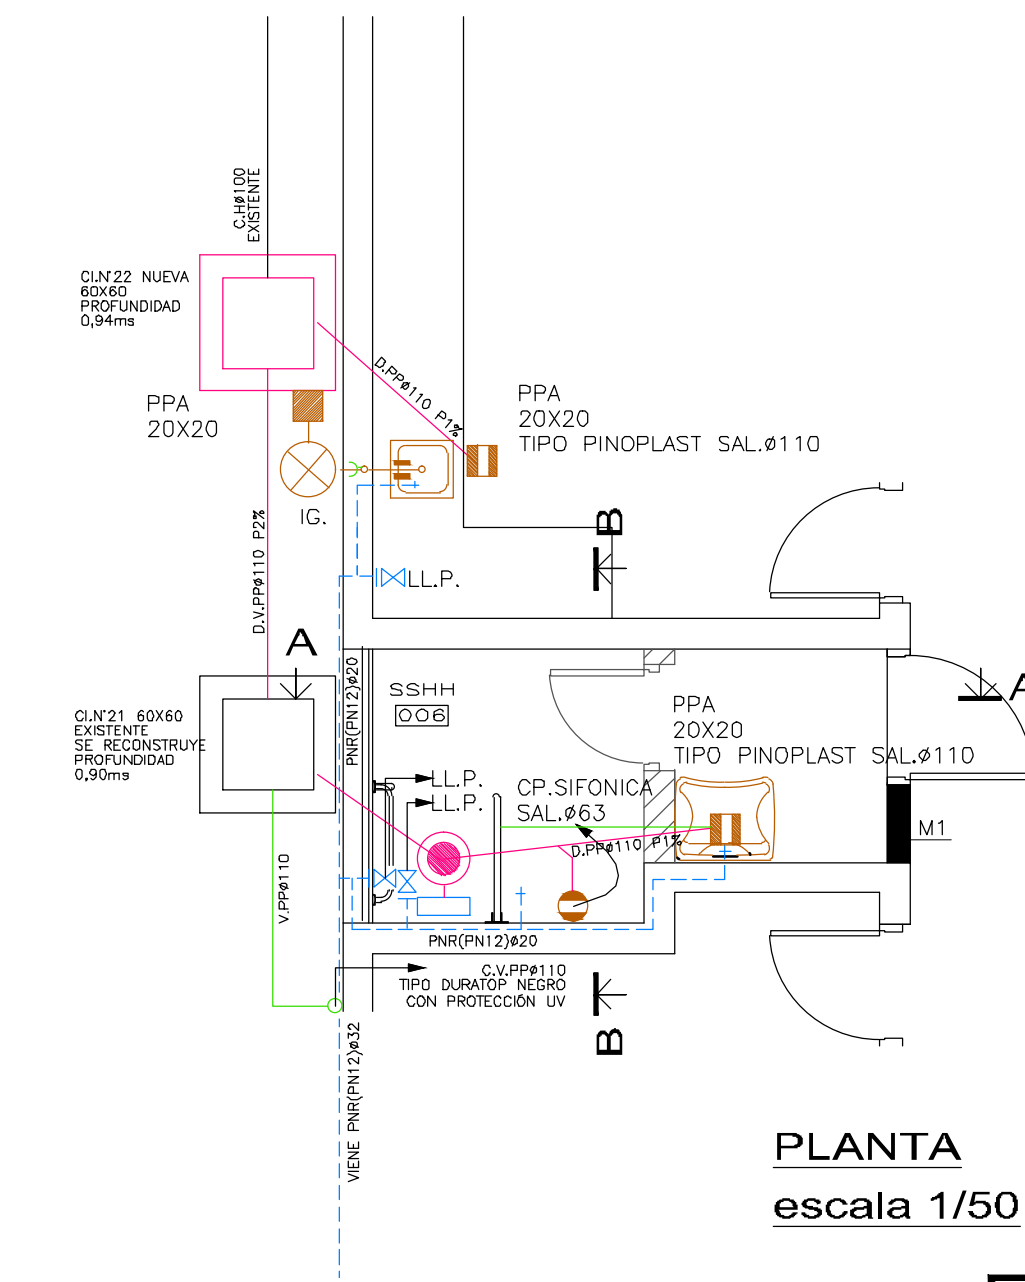 C.HØ100
EXISTENTE
CI.N°22 NUEVA
60X60
PROFUNDIDAD
0,94ms
PPA
20X20
D.PPø110 P1%
PPA
20X20
TIPO PINOPLAST SAL.Ø110
IG.
B
D.V.PPø110 P2%
LL.P.
A
PNR(PN12)ø20
SSHH
006
A
CI.N°21 60X60
EXISTENTE
SE RECONSTRUYE
PROFUNDIDAD
0,90ms
PPA
20X20
TIPO PINOPLAST SAL.Ø110
LL.P.
LL.P.
CP.SIFONICA
SAL.Ø63
M1
D.PPø110 P1%
V.PPø110
PNR(PN12)ø20
C.V.PPø110
TIPO DURATOP NEGRO
CON PROTECCIÓN UV
B
VIENE PNR(PN12)ø32
PLANTA
escala 1/50